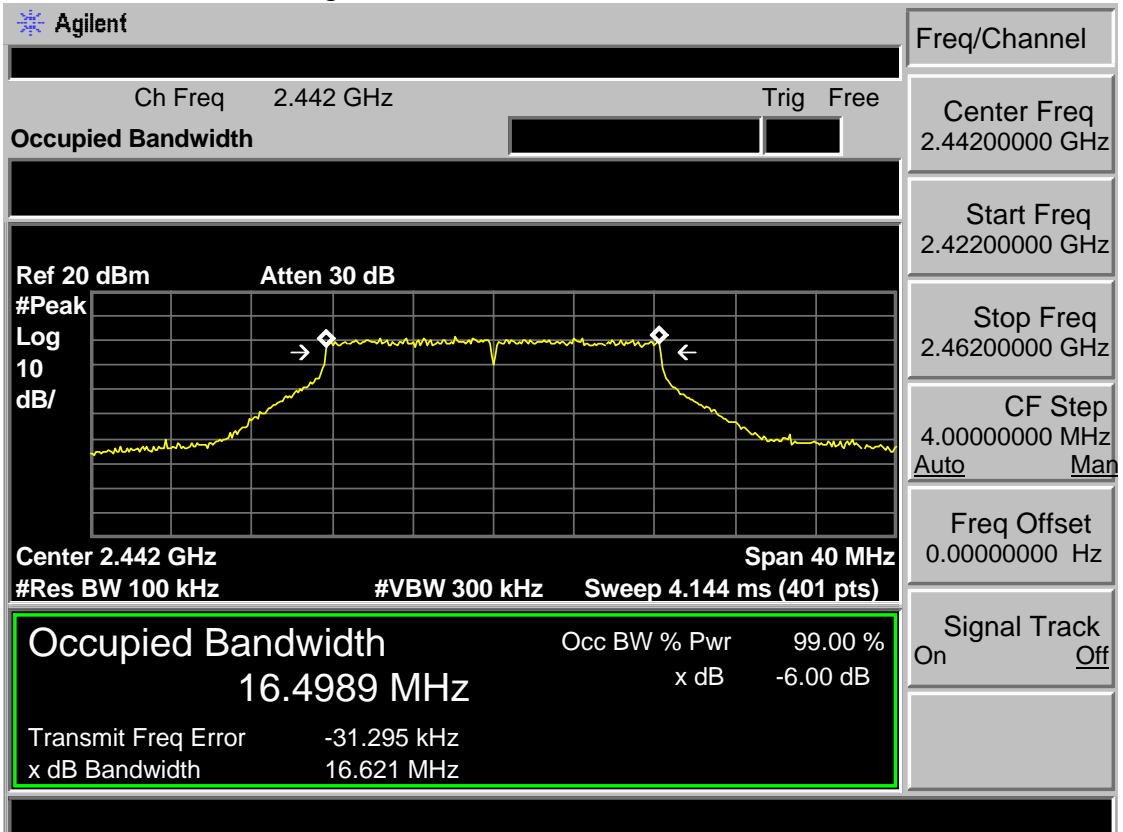 Agilent
Freq/Channel
Ch Freq 2.442 GHz Trig Free
Occupied Bandwidth
Center Freq
2.44200000 GHz
Start Freq
2.42200000 GHz
Stop Freq
2.46200000 GHz
CF Step
4.00000000 MHz
Auto Man
Freq Offset
0.00000000 Hz
Signal Track
On Off
Ref 20 dBm Atten 30 dB
#Peak
Log
10
dB/
Center 2.442 GHz Span 40 MHz
#Res BW 100 kHz #VBW 300 kHz Sweep 4.144 ms (401 pts)
Occupied Bandwidth Occ BW % Pwr 99.00 %
16.4989 MHz x dB -6.00 dB
Transmit Freq Error -31.295 kHz
x dB Bandwidth 16.621 MHz